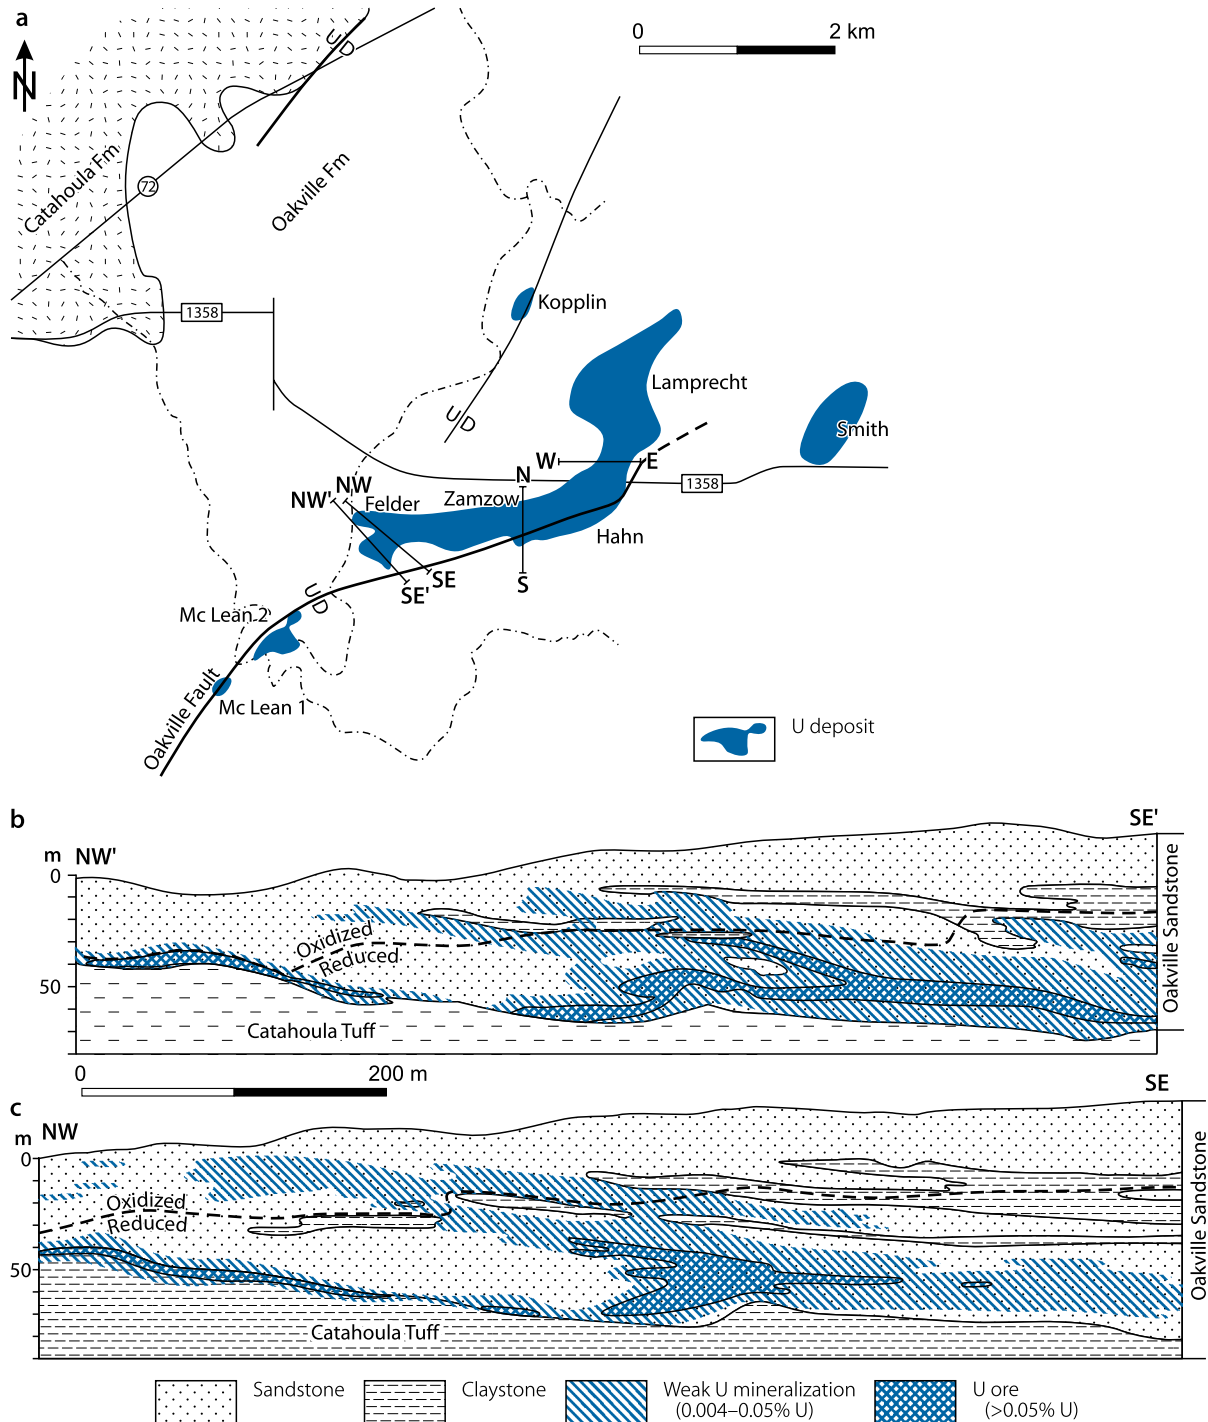 a
N
0 2 km
U
D
Catahoula Fm
72
Oakville Fm
1358
Kopplin
Lamprecht
Smith
U
D
W E
N
1358
NW' NW
Felder
Zamzow
Hahn
SE
SE'
S
U
D
Mc Lean 2
Mc Lean 1
Oakville Fault
U deposit
b
SE'
m NW'
0
Oxidized
Reduced
50
Catahoula Tuff
Oakville Sandstone
0 200 m
SE
c
m NW
0
Oxidized
Reduced
50
Catahoula Tuff
Oakville Sandstone
Sandstone
Claystone
Weak U mineralization
(0.004–0.05% U)
U ore
(>0.05% U)